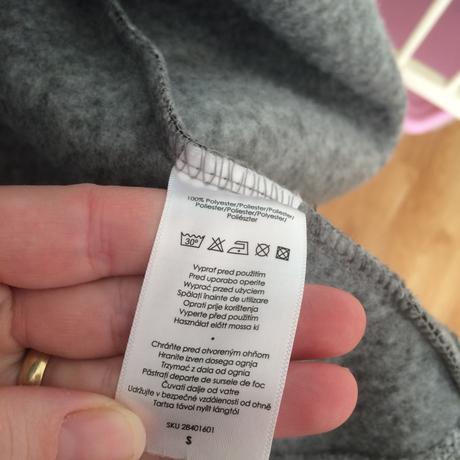 100% Polyester/Poliester/Poliester/
Poliester/Poliester/Polyester/
Poliészter
30°
Vyprať pred použitím
Pred uporabo operite
Wyprać przed użyciem
Spălați înainte de utilizare
Oprati prije korištenja
Vyperte před použitím
Használat előtt mossa ki
•
Chráňte pred otvoreným ohňom
Hranite izven dosega ognja
Trzymać z dala od ognia
Păstrați departe de sursele de foc
Čuvati dalje od vatre
Udržujte v bezpečné vzdálenosti od ohně
Tartsa távol nyílt lángtól
SKU 28401601
S